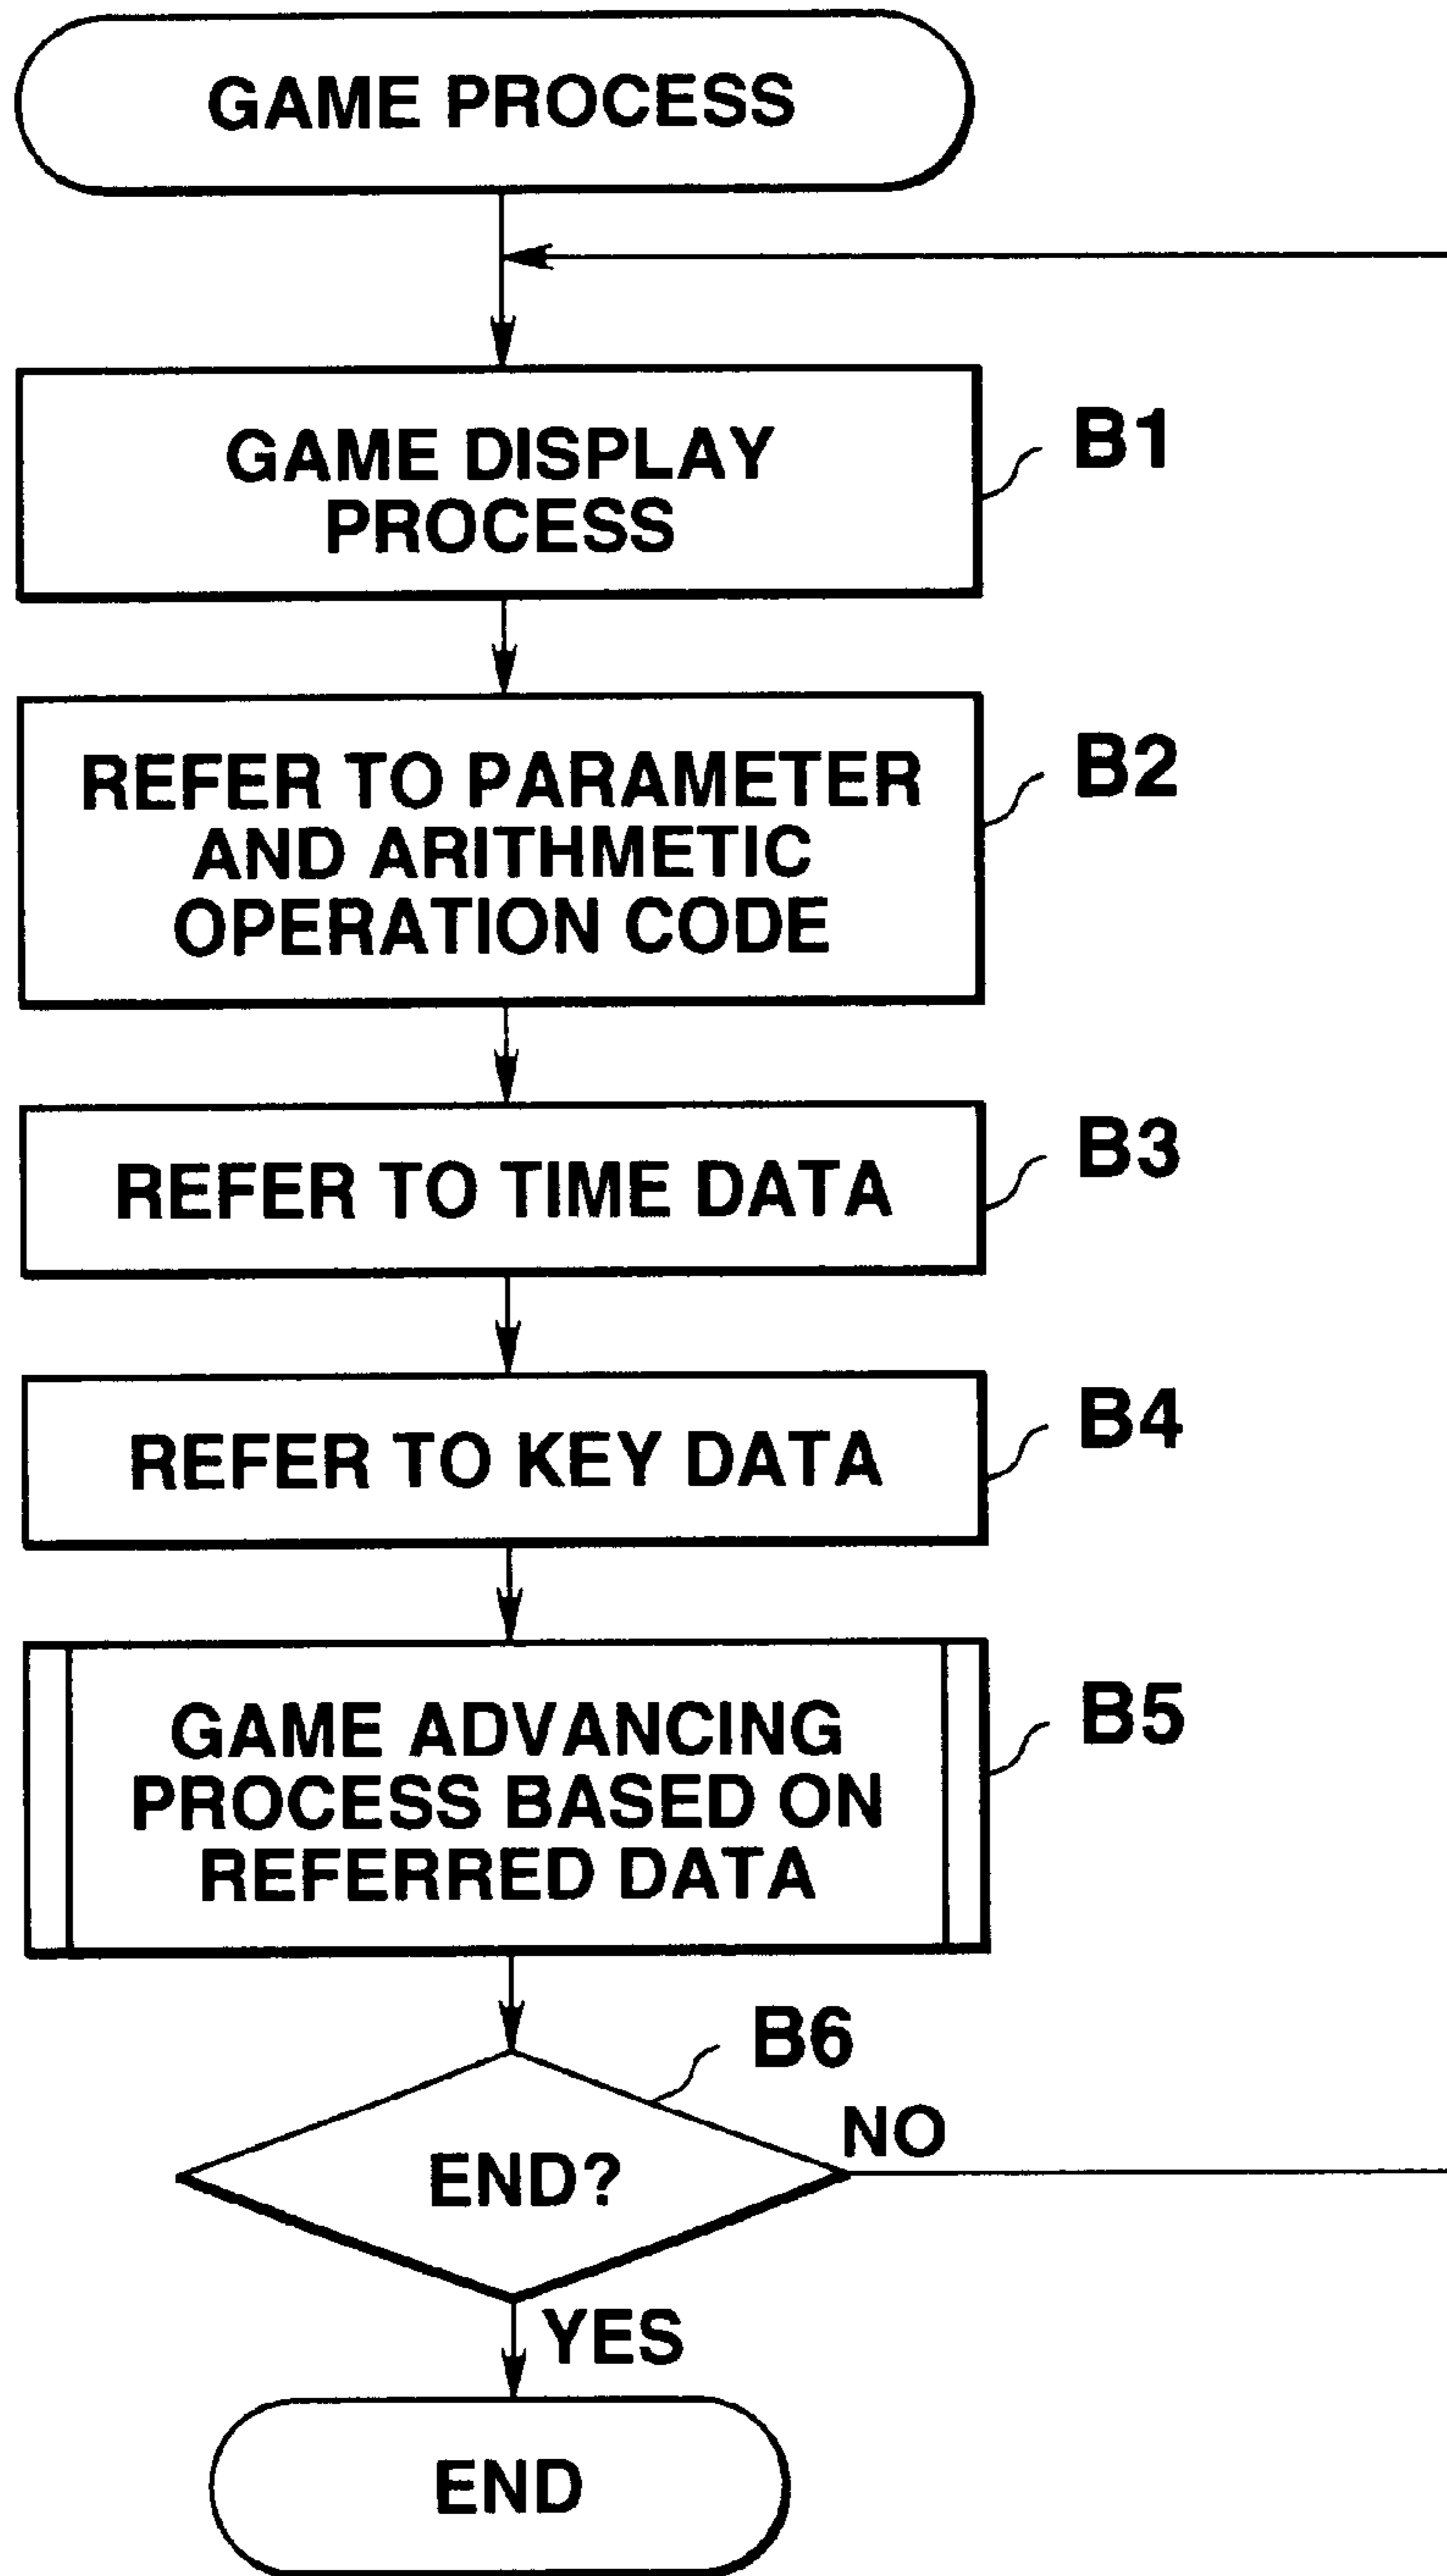 GAME PROCESS
GAME DISPLAY
PROCESS
B1
REFER TO PARAMETER
AND ARITHMETIC
OPERATION CODE
B2
REFER TO TIME DATA
B3
REFER TO KEY DATA
B4
GAME ADVANCING
PROCESS BASED ON
REFERRED DATA
B5
B6
END?
NO
YES
END